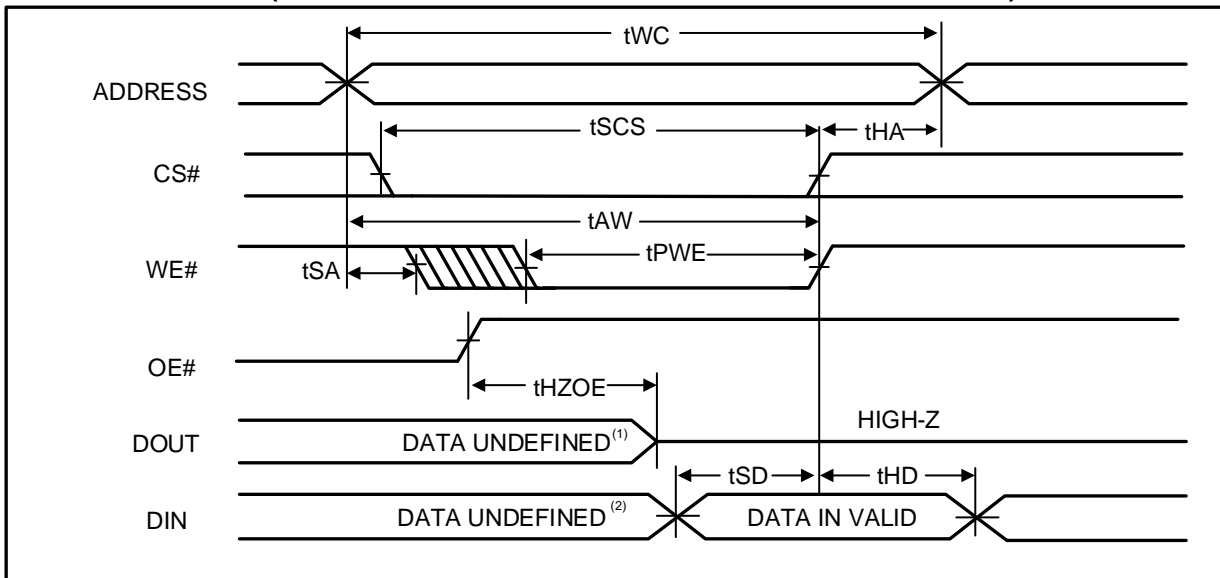 tWC
ADDRESS
tSCS
tHA
CS#
tAW
WE#
tSA
tPWE
OE#
tHZOE
DOUT
DATA UNDEFINED(1)
HIGH-Z
tSD
tHD
DIN
DATA UNDEFINED (2)
DATA IN VALID